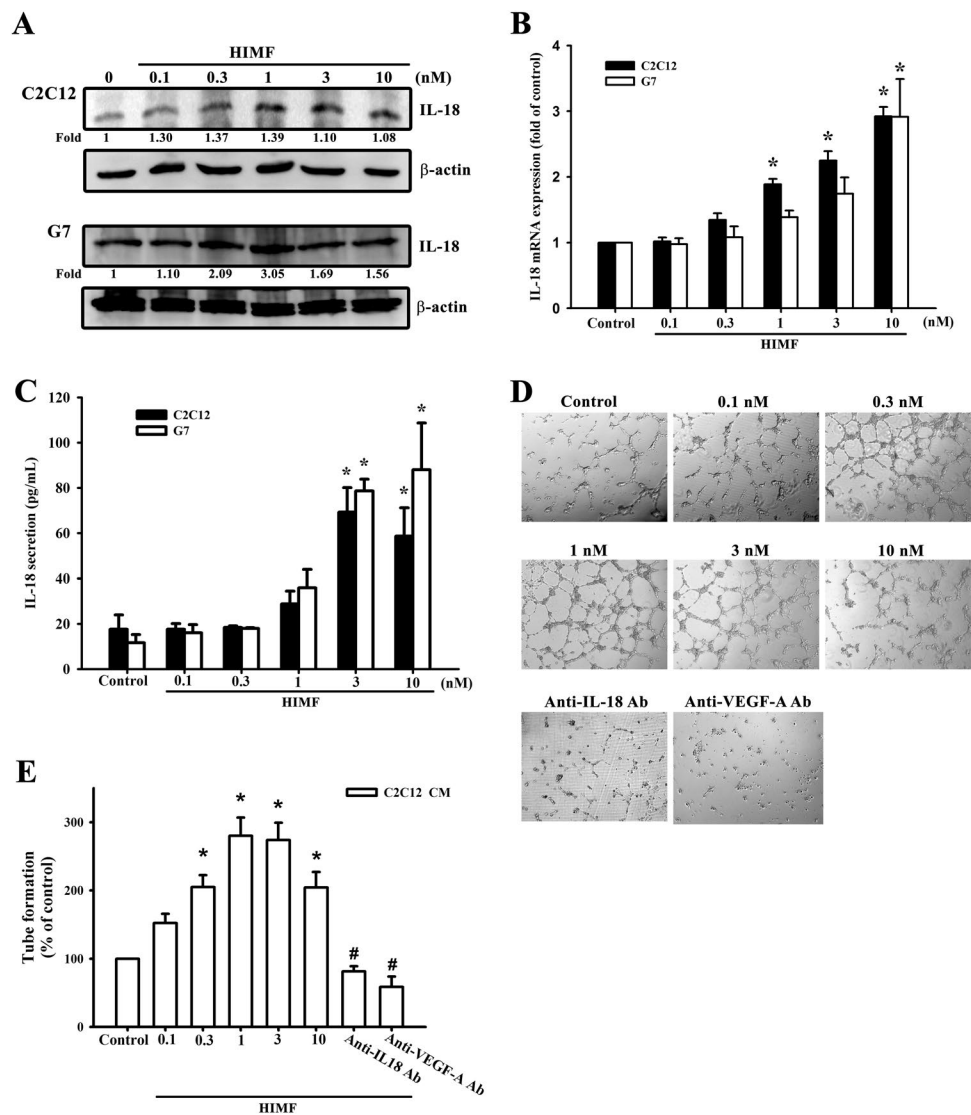 A
HIMF
0 0.1 0.3 1 3 10 (nM)
C2C12
IL-18
Fold 1 1.30 1.37 1.39 1.10 1.08
β-actin
G7
IL-18
Fold 1 1.10 2.09 3.05 1.69 1.56
β-actin
B
IL-18 mRNA expression (fold of control)
4
3
2
1
0
C2C12
G7
*
*
*
*
Control 0.1 0.3 1 3 10 (nM)
HIMF
C
IL-18 secretion (pg/mL)
120
100
80
60
40
20
0
C2C12
G7
*
*
*
*
Control 0.1 0.3 1 3 10 (nM)
HIMF
D
Control 0.1 nM 0.3 nM
1 nM 3 nM 10 nM
Anti-IL-18 Ab Anti-VEGF-A Ab
E
Tube formation
(% of control)
300
200
100
0
C2C12 CM
*
*
*
*
#
#
Control 0.1 0.3 1 3 10 Anti-IL18 Ab Anti-VEGF-A Ab
HIMF